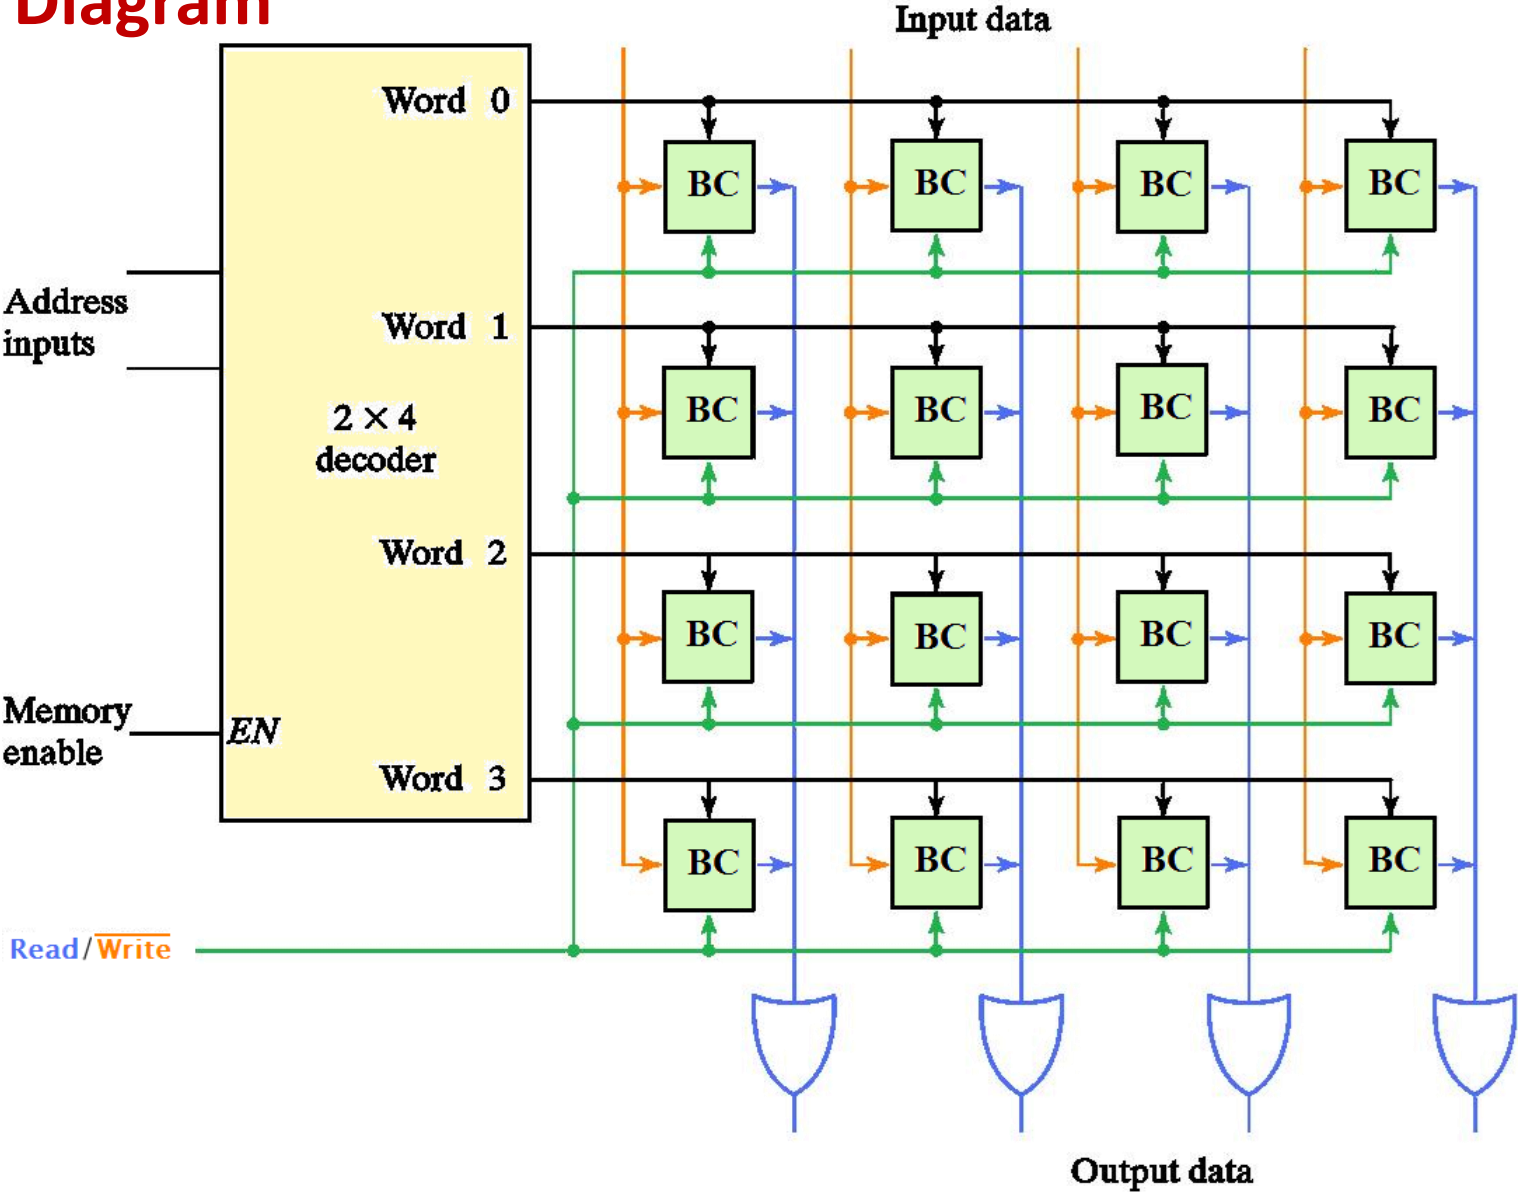 Diagram
Input data
Word 0
BC BC BC BC
Address
inputs
Word 1
BC BC BC BC
2 × 4
decoder
Word 2
BC BC BC BC
Memory
enable
EN
Word 3
BC BC BC BC
Read/Write
Output data